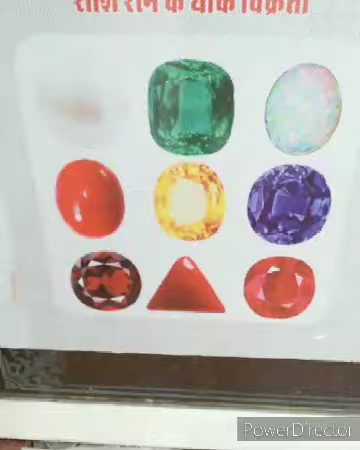 राशि रत्न के थोक विक्रेता
PowerDirector